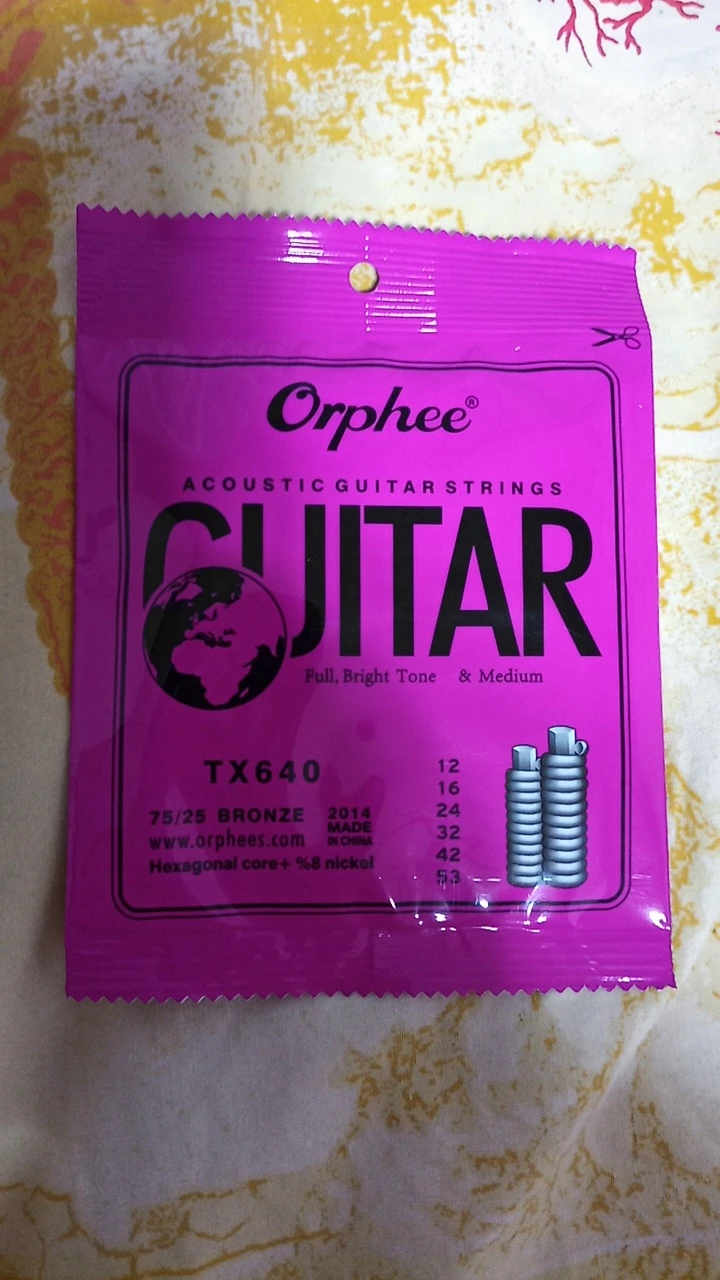 Orphee®
ACOUSTIC GUITAR STRINGS
GUITAR
Full, Bright Tone & Medium
TX640
75/25 BRONZE
www.orphees.com
Hexagonal core+ %8 nickel
2014
MADE
IN CHINA
12
16
24
32
42
53